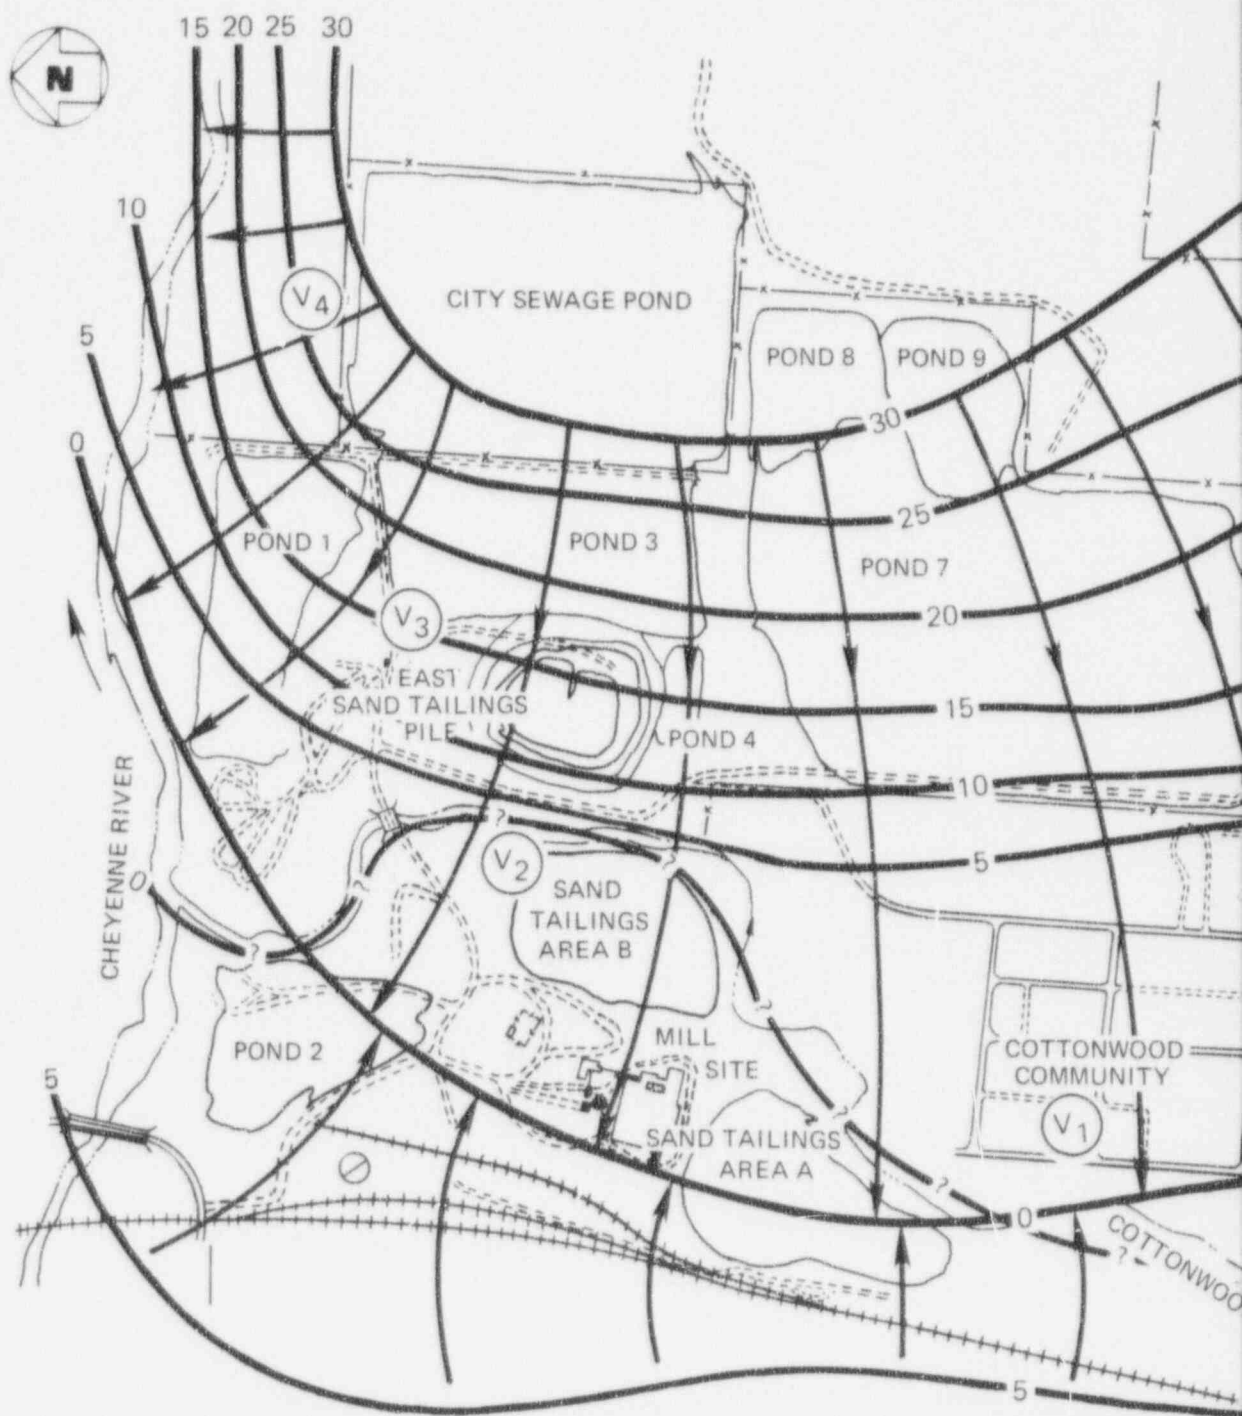 15 20 25 30
N
10
V4
CITY SEWAGE POND
5
POND 8
POND 9
0
30
25
POND 1
POND 3
POND 7
V3
20
EAST
SAND TAILINGS
PILE
15
POND 4
10
?
5
V2
?
0
?
SAND
TAILINGS
AREA B
CHEYENNE RIVER
?
?
MILL
SITE
POND 2
COTTONWOOD
COMMUNITY
5
V1
?
SAND TAILINGS
AREA A
?
0
?
COTTONWOO
5